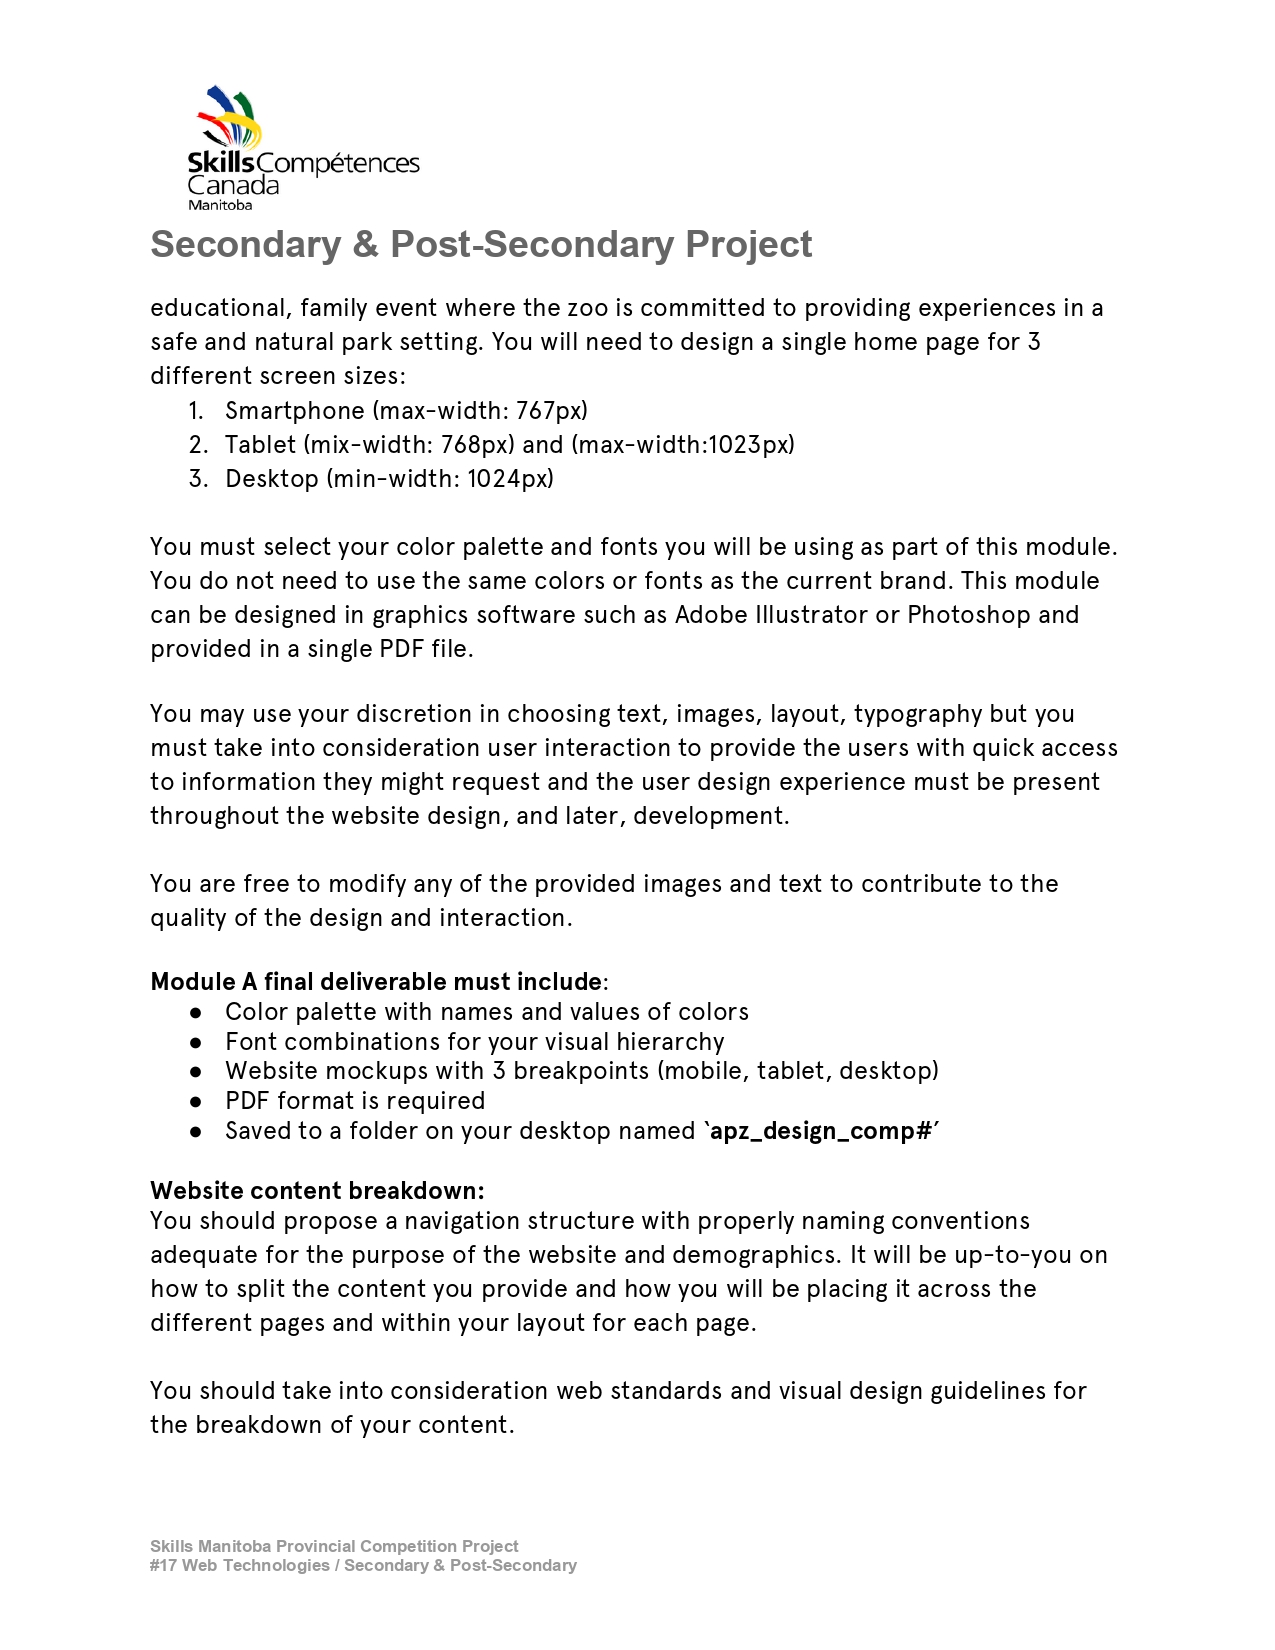 SkillsCompétences
Canada
Manitoba
Secondary & Post-Secondary Project
educational, family event where the zoo is committed to providing experiences in a
safe and natural park setting. You will need to design a single home page for 3
different screen sizes:
1. Smartphone (max-width: 767px)
2. Tablet (mix-width: 768px) and (max-width:1023px)
3. Desktop (min-width: 1024px)
You must select your color palette and fonts you will be using as part of this module.
You do not need to use the same colors or fonts as the current brand. This module
can be designed in graphics software such as Adobe Illustrator or Photoshop and
provided in a single PDF file.
You may use your discretion in choosing text, images, layout, typography but you
must take into consideration user interaction to provide the users with quick access
to information they might request and the user design experience must be present
throughout the website design, and later, development.
You are free to modify any of the provided images and text to contribute to the
quality of the design and interaction.
Module A final deliverable must include:
● Color palette with names and values of colors
● Font combinations for your visual hierarchy
● Website mockups with 3 breakpoints (mobile, tablet, desktop)
● PDF format is required
● Saved to a folder on your desktop named ‘apz_design_comp#’
Website content breakdown:
You should propose a navigation structure with properly naming conventions
adequate for the purpose of the website and demographics. It will be up-to-you on
how to split the content you provide and how you will be placing it across the
different pages and within your layout for each page.
You should take into consideration web standards and visual design guidelines for
the breakdown of your content.
Skills Manitoba Provincial Competition Project
#17 Web Technologies / Secondary & Post-Secondary